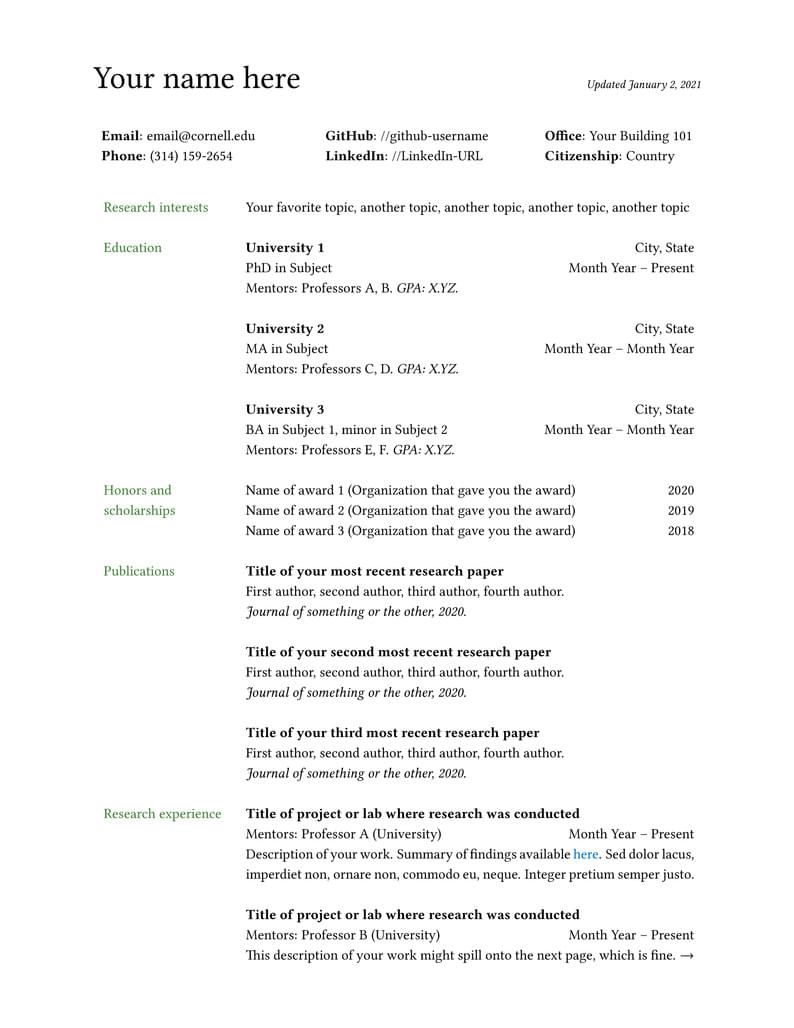 Your name here
Updated January 2, 2021
Email: email@cornell.edu GitHub: //github-username Office: Your Building 101
Phone: (314) 159-2654 LinkedIn: //LinkedIn-URL Citizenship: Country
Research interests Your favorite topic, another topic, another topic, another topic, another topic
Education University 1 City, State
PhD in Subject Month Year – Present
Mentors: Professors A, B. GPA: X.YZ.
University 2 City, State
MA in Subject Month Year – Month Year
Mentors: Professors C, D. GPA: X.YZ.
University 3 City, State
BA in Subject 1, minor in Subject 2 Month Year – Month Year
Mentors: Professors E, F. GPA: X.YZ.
Honors and Name of award 1 (Organization that gave you the award) 2020
scholarships Name of award 2 (Organization that gave you the award) 2019
Name of award 3 (Organization that gave you the award) 2018
Publications Title of your most recent research paper
First author, second author, third author, fourth author.
Journal of something or the other, 2020.
Title of your second most recent research paper
First author, second author, third author, fourth author.
Journal of something or the other, 2020.
Title of your third most recent research paper
First author, second author, third author, fourth author.
Journal of something or the other, 2020.
Research experience Title of project or lab where research was conducted
Mentors: Professor A (University) Month Year – Present
Description of your work. Summary of findings available here. Sed dolor lacus,
imperdiet non, ornare non, commodo eu, neque. Integer pretium semper justo.
Title of project or lab where research was conducted
Mentors: Professor B (University) Month Year – Present
This description of your work might spill onto the next page, which is fine. →